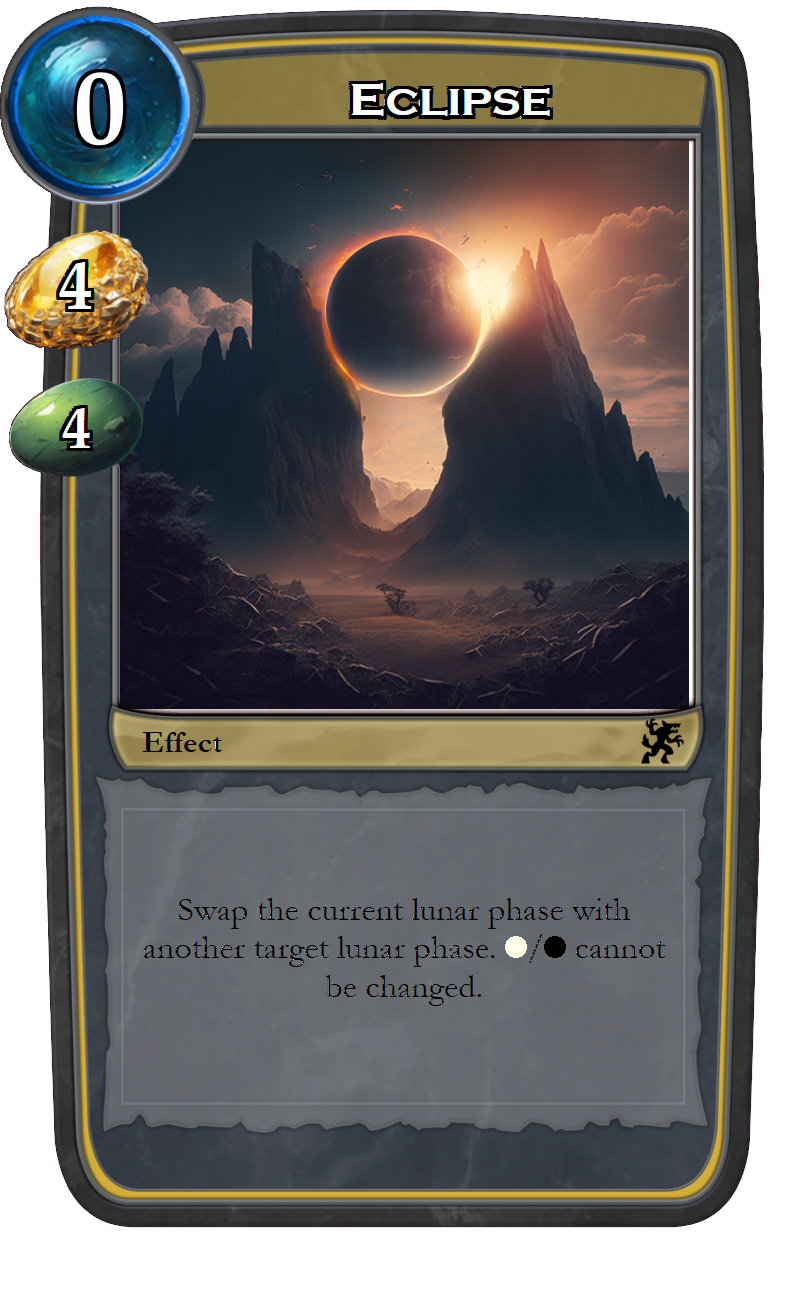 0
Eclipse
4
4
Effect
Swap the current lunar phase with
another target lunar phase. ○/● cannot
be changed.